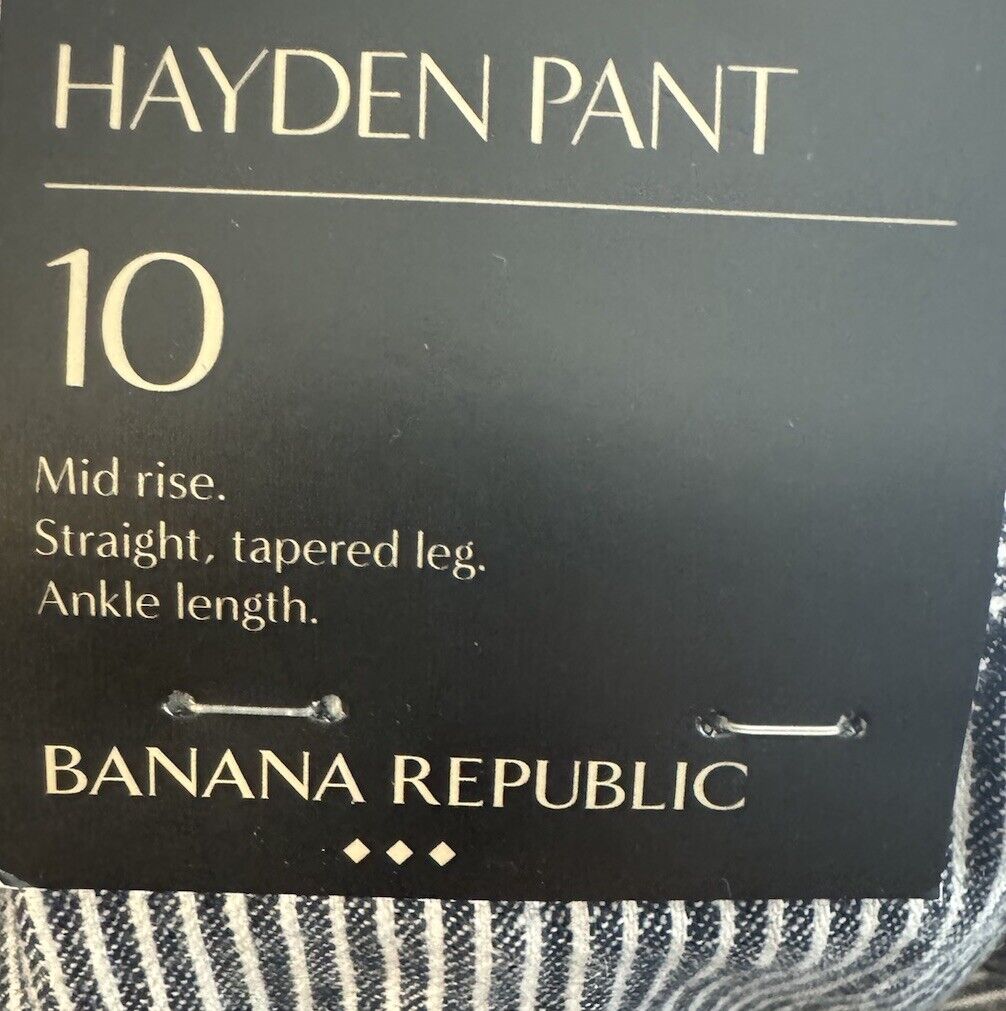 HAYDEN PANT
10
Mid rise.
Straight, tapered leg.
Ankle length.
BANANA REPUBLIC